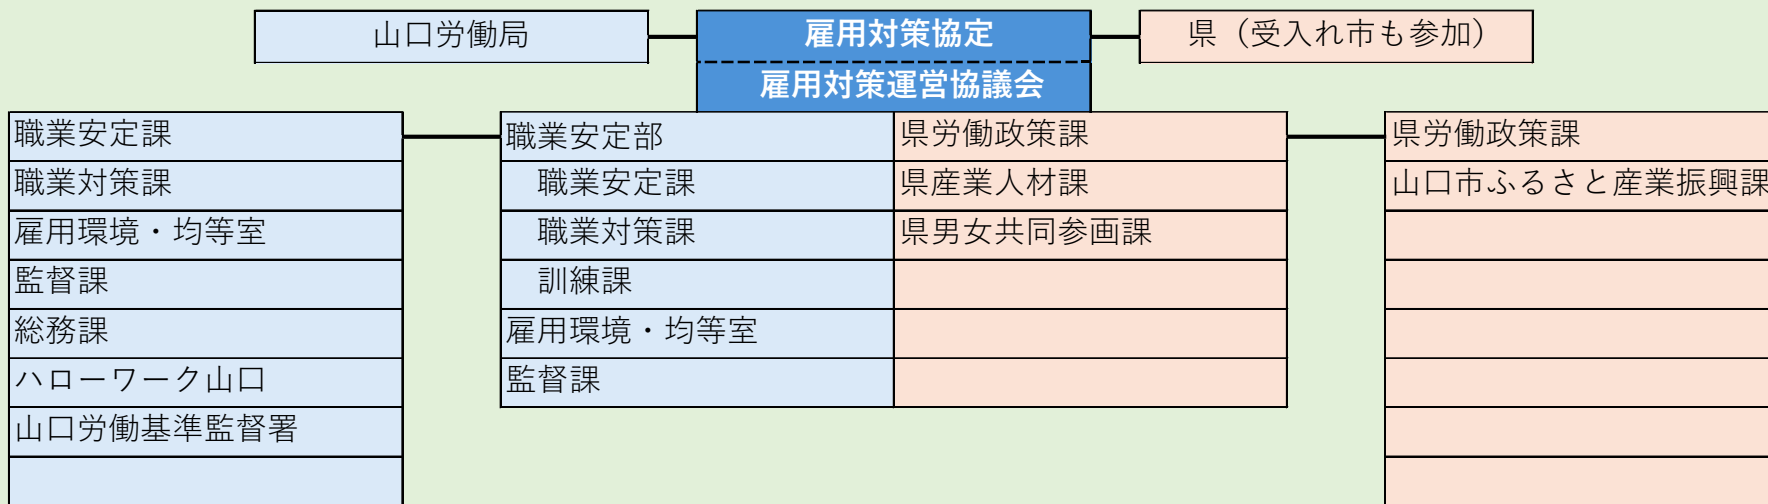 山口労働局
雇用対策協定
県（受入れ市も参加）
雇用対策運営協議会
職業安定課
職業対策課
雇用環境・均等室
監督課
総務課
ハローワーク山口
山口労働基準監督署
職業安定部
職業安定課
職業対策課
訓練課
雇用環境・均等室
監督課
県労働政策課
県産業人材課
県男女共同参画課
県労働政策課
山口市ふるさと産業振興課